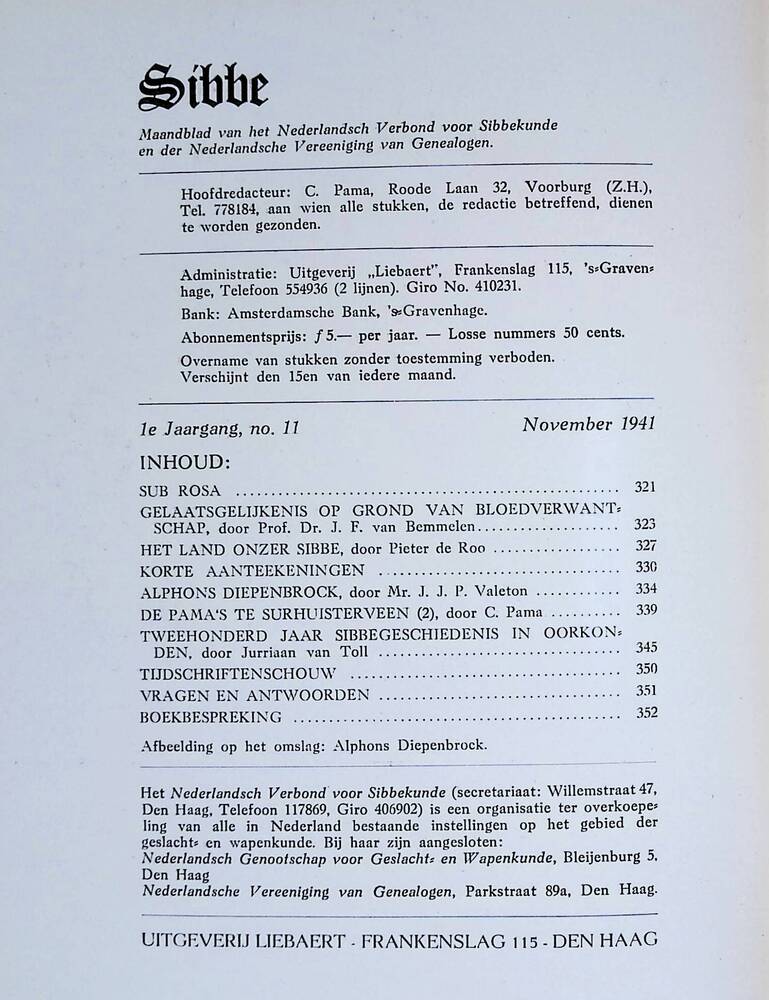 Sibbe
Maandblad van het Nederlandsch Verbond voor Sibbekunde
en der Nederlandsche Vereeniging van Genealogen.
Hoofdredacteur: C. Pama, Roode Laan 32, Voorburg (Z.H.),
Tel. 778184, aan wien alle stukken, de redactie betreffend, dienen
te worden gezonden.
Administratie: Uitgeverij „Liebaert”, Frankenslag 115, 's=Graven=
hage, Telefoon 554936 (2 lijnen). Giro No. 410231.
Bank: Amsterdamsche Bank, 's=Gravenhage.
Abonnementsprijs: f 5.— per jaar. — Losse nummers 50 cents.
Overname van stukken zonder toestemming verboden.
Verschijnt den 15en van iedere maand.
1e Jaargang, no. 11 November 1941
INHOUD:
SUB ROSA ........................................ 321
GELAATSGELIJKENIS OP GROND VAN BLOEDVERWANT=
SCHAP, door Prof. Dr. J. F. van Bemmelen.................... 323
HET LAND ONZER SIBBE, door Pieter de Roo .................. 327
KORTE AANTEEKENINGEN .................................. 330
ALPHONS DIEPENBROCK, door Mr. J. J. P. Valeton ............ 334
DE PAMA'S TE SURHUISTERVEEN (2), door C. Pama .......... 339
TWEEHONDERD JAAR SIBBEGESCHIEDENIS IN OORKON=
DEN, door Jurriaan van Toll .................................. 345
TIJDSCHRIFTENSCHOUW ...................................... 350
VRAGEN EN ANTWOORDEN .................................. 351
BOEKBESPREKING .............................................. 352
Afbeelding op het omslag: Alphons Diepenbrock.
Het Nederlandsch Verbond voor Sibbekunde (secretariaat: Willemstraat 47,
Den Haag, Telefoon 117869, Giro 406902) is een organisatie ter overkoepe=
ling van alle in Nederland bestaande instellingen op het gebied der
geslacht= en wapenkunde. Bij haar zijn aangesloten:
Nederlandsch Genootschap voor Geslacht= en Wapenkunde, Bleijenburg 5,
Den Haag
Nederlandsche Vereeniging van Genealogen, Parkstraat 89a, Den Haag.
UITGEVERIJ LIEBAERT - FRANKENSLAG 115 - DEN HAAG